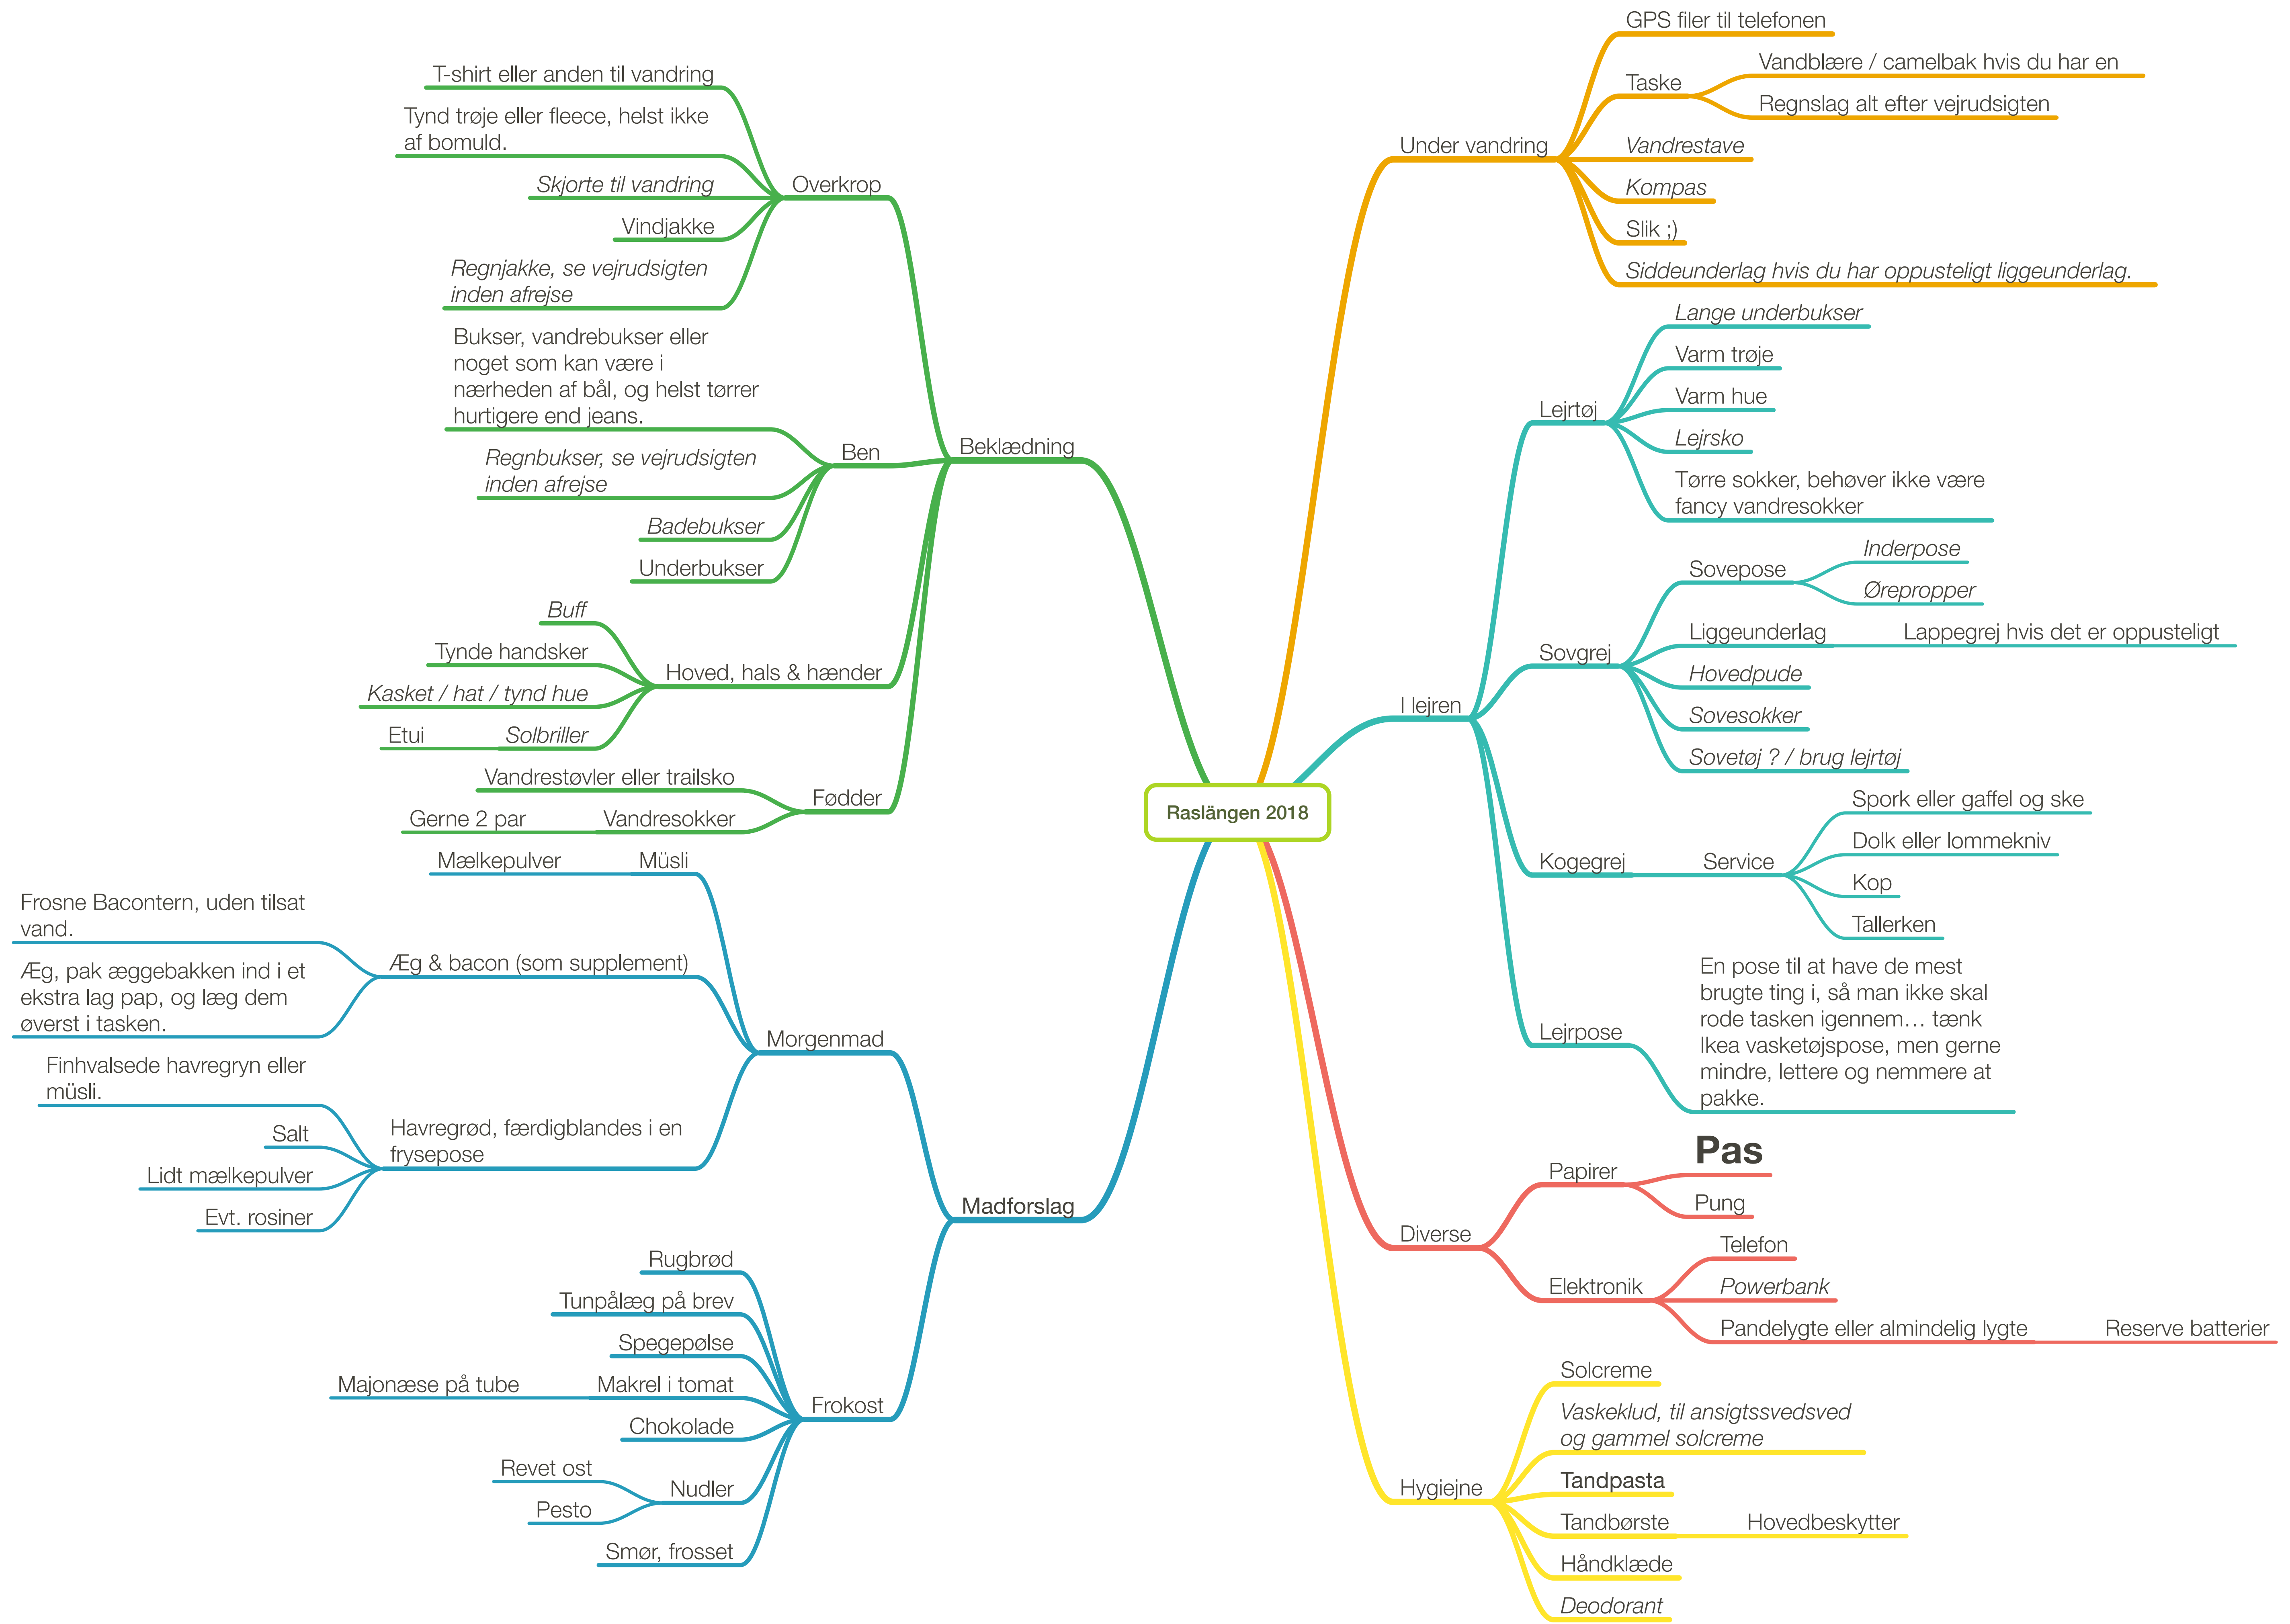 Raslängen 2018
Under vandring
GPS filer til telefonen
Taske
Vandblære / camelbak hvis du har en
Regnslag alt efter vejrudsigten
Vandrestave
Kompas
Slik ;)
Siddeunderlag hvis du har oppusteligt liggeunderlag.
I lejren
Lejrtøj
Lange underbukser
Varm trøje
Varm hue
Lejrsko
Tørre sokker, behøver ikke være
fancy vandresokker
Sovgrej
Sovepose
Inderpose
Ørepropper
Liggeunderlag
Lappegrej hvis det er oppusteligt
Hovedpude
Sovesokker
Sovetøj ? / brug lejrtøj
Kogegrej
Service
Spork eller gaffel og ske
Dolk eller lommekniv
Kop
Tallerken
Lejrpose
En pose til at have de mest
brugte ting i, så man ikke skal
rode tasken igennem… tænk
Ikea vasketøjspose, men gerne
mindre, lettere og nemmere at
pakke.
Diverse
Papirer
Pas
Pung
Elektronik
Telefon
Powerbank
Pandelygte eller almindelig lygte
Reserve batterier
Hygiejne
Solcreme
Vaskeklud, til ansigtssvedsved
og gammel solcreme
Tandpasta
Tandbørste
Hovedbeskytter
Håndklæde
Deodorant
Beklædning
Overkrop
T-shirt eller anden til vandring
Tynd trøje eller fleece, helst ikke
af bomuld.
Skjorte til vandring
Vindjakke
Regnjakke, se vejrudsigten
inden afrejse
Ben
Bukser, vandrebukser eller
noget som kan være i
nærheden af bål, og helst tørrer
hurtigere end jeans.
Regnbukser, se vejrudsigten
inden afrejse
Badebukser
Underbukser
Hoved, hals & hænder
Buff
Tynde handsker
Kasket / hat / tynd hue
Solbriller
Etui
Fødder
Vandrestøvler eller trailsko
Vandresokker
Gerne 2 par
Madforslag
Morgenmad
Müsli
Mælkepulver
Æg & bacon (som supplement)
Frosne Bacontern, uden tilsat
vand.
Æg, pak æggebakken ind i et
ekstra lag pap, og læg dem
øverst i tasken.
Havregrød, færdigblandes i en
frysepose
Finhvalsede havregryn eller
müsli.
Salt
Lidt mælkepulver
Evt. rosiner
Frokost
Rugbrød
Tunpålæg på brev
Spegepølse
Makrel i tomat
Majonæse på tube
Chokolade
Nudler
Revet ost
Pesto
Smør, frosset